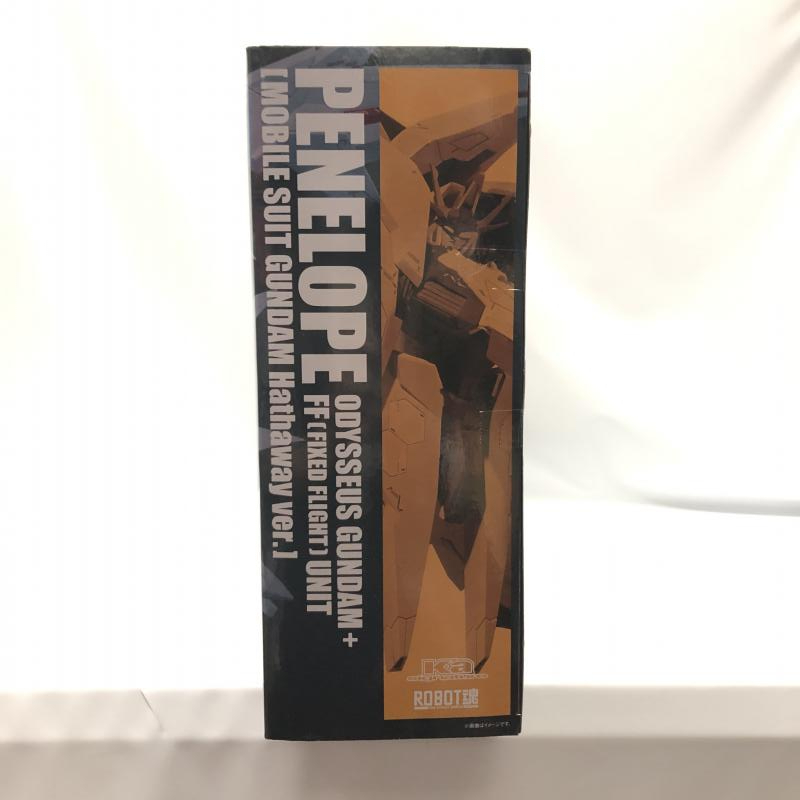 PENELOPE
ODYSSEUS GUNDAM+
FF(FIXED FLIGHT) UNIT
[MOBILE SUIT GUNDAM Hathaway ver.]
Ka
ROBOT魂
※画像はイメージです。